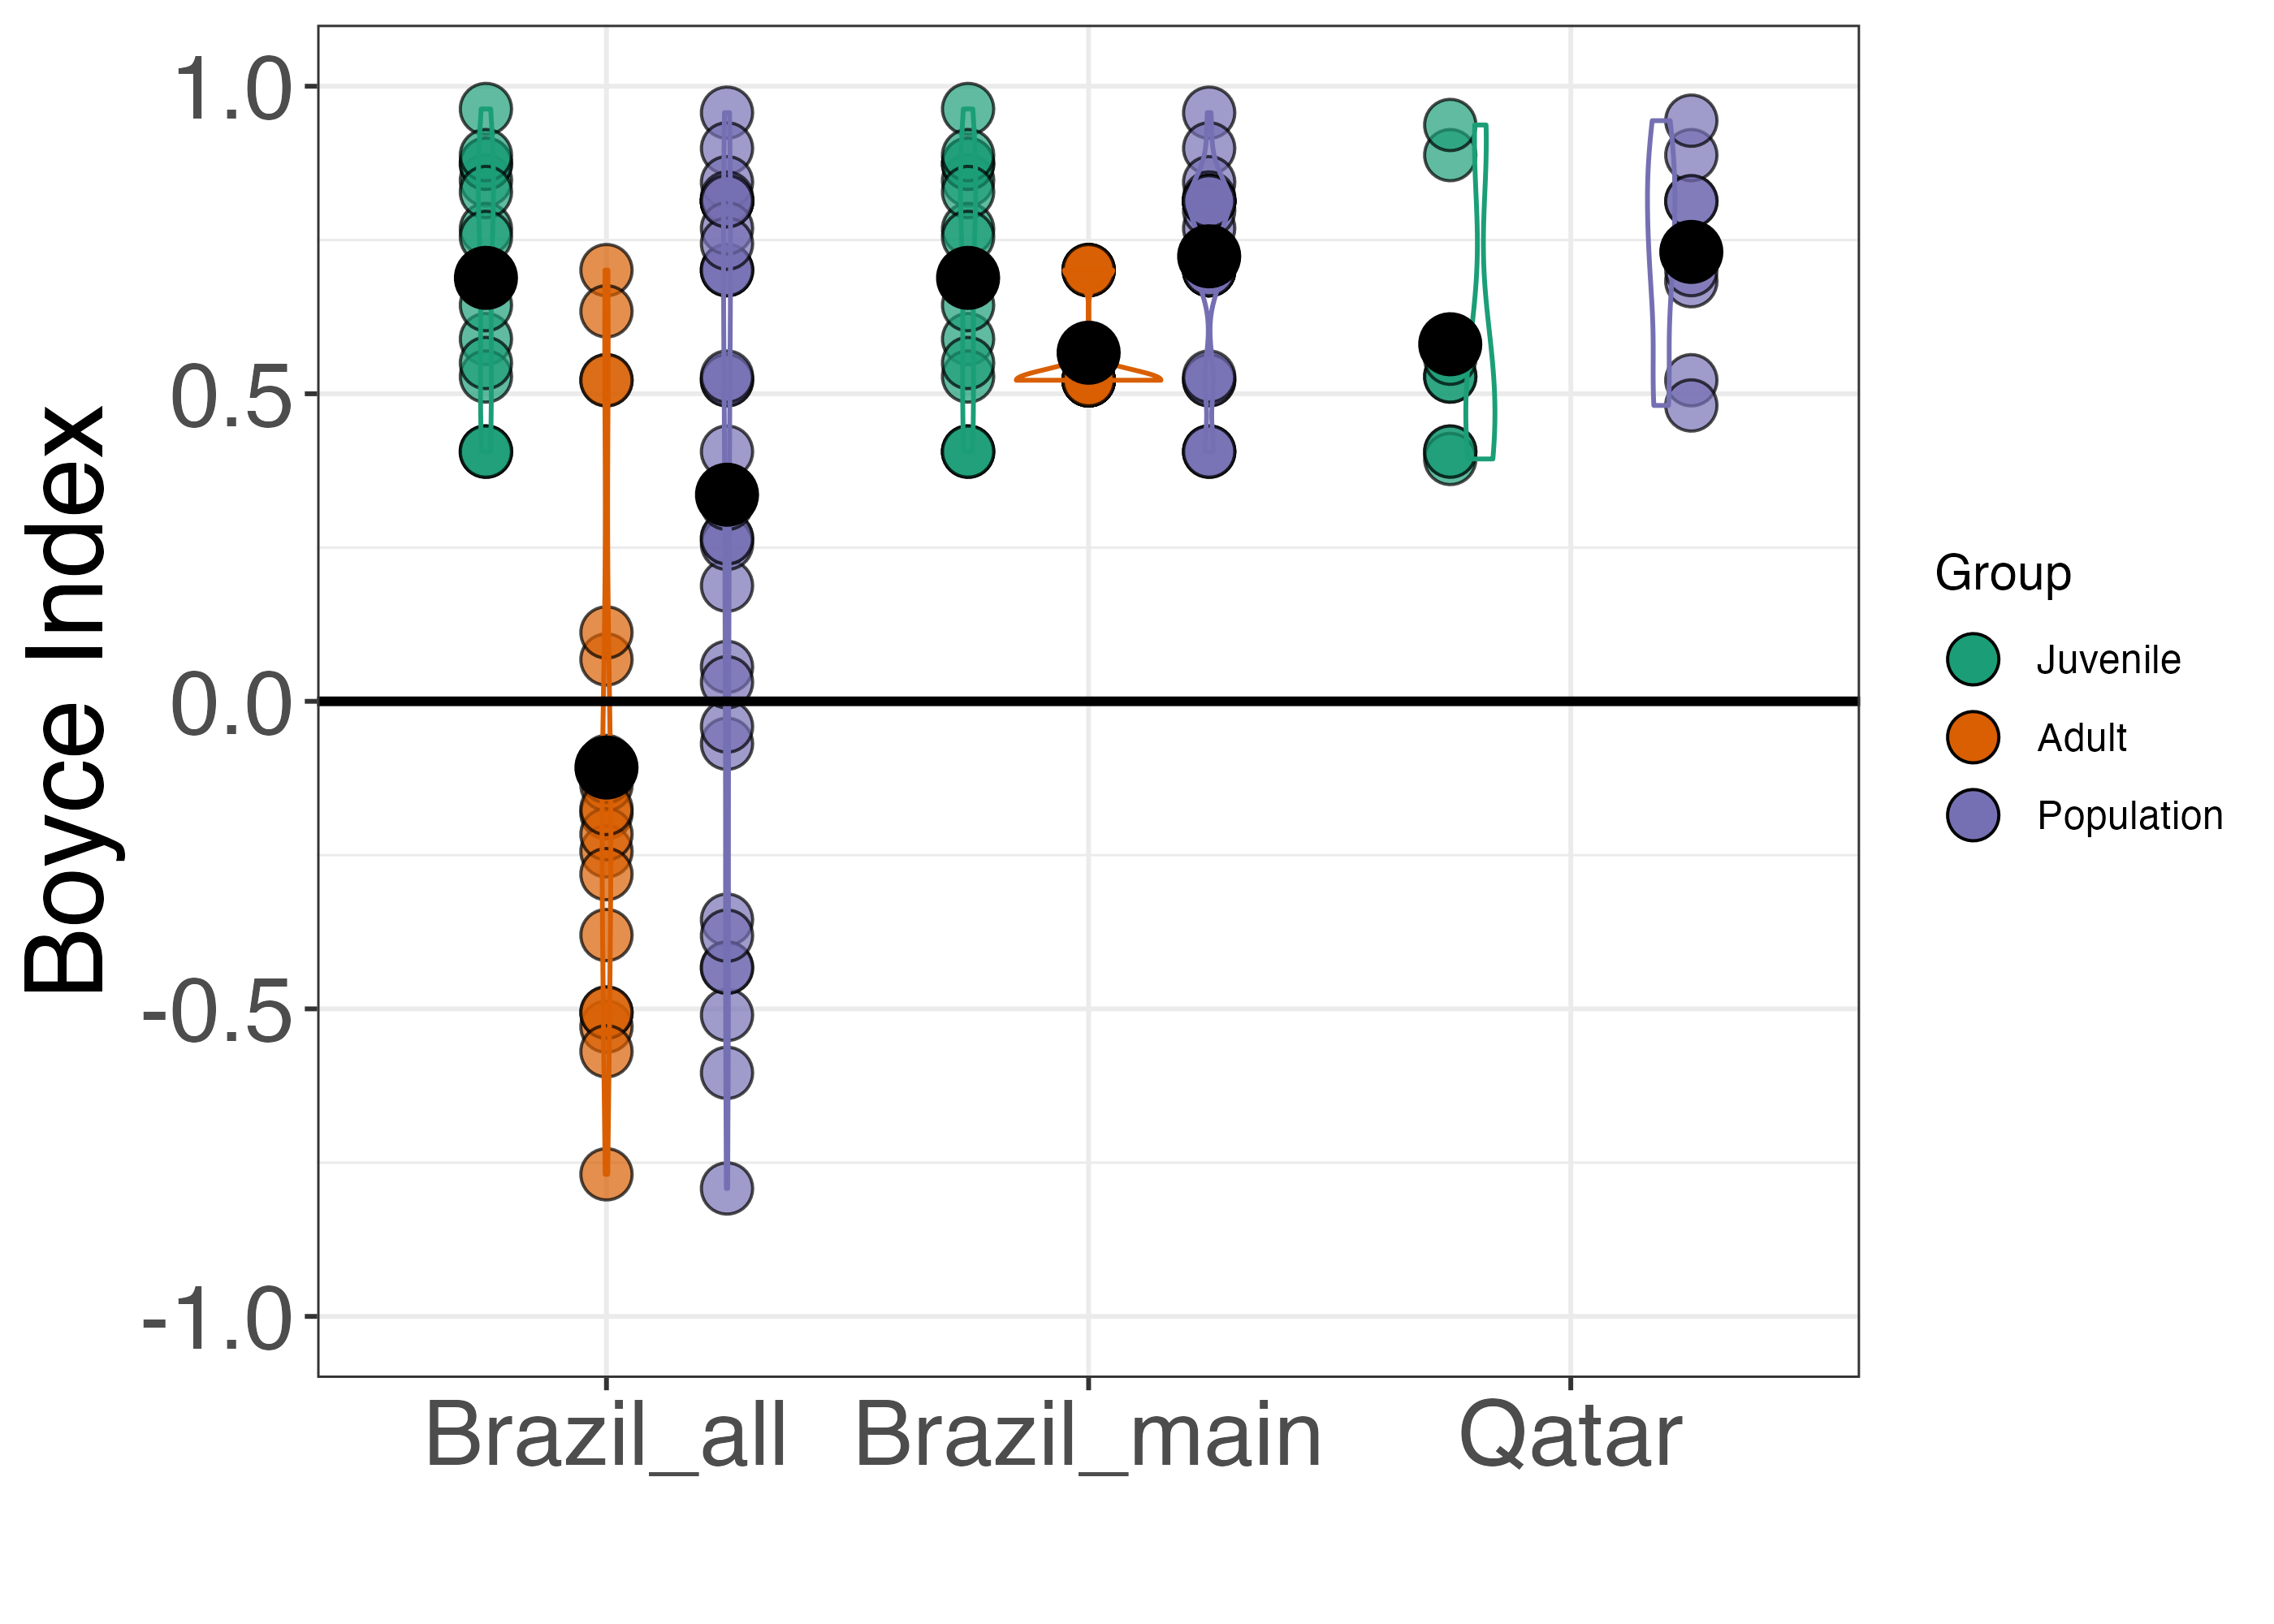 Boyce Index
1.0
0.5
0.0
-0.5
-1.0
Brazil_all
Brazil_main
Qatar
Group
Juvenile
Adult
Population